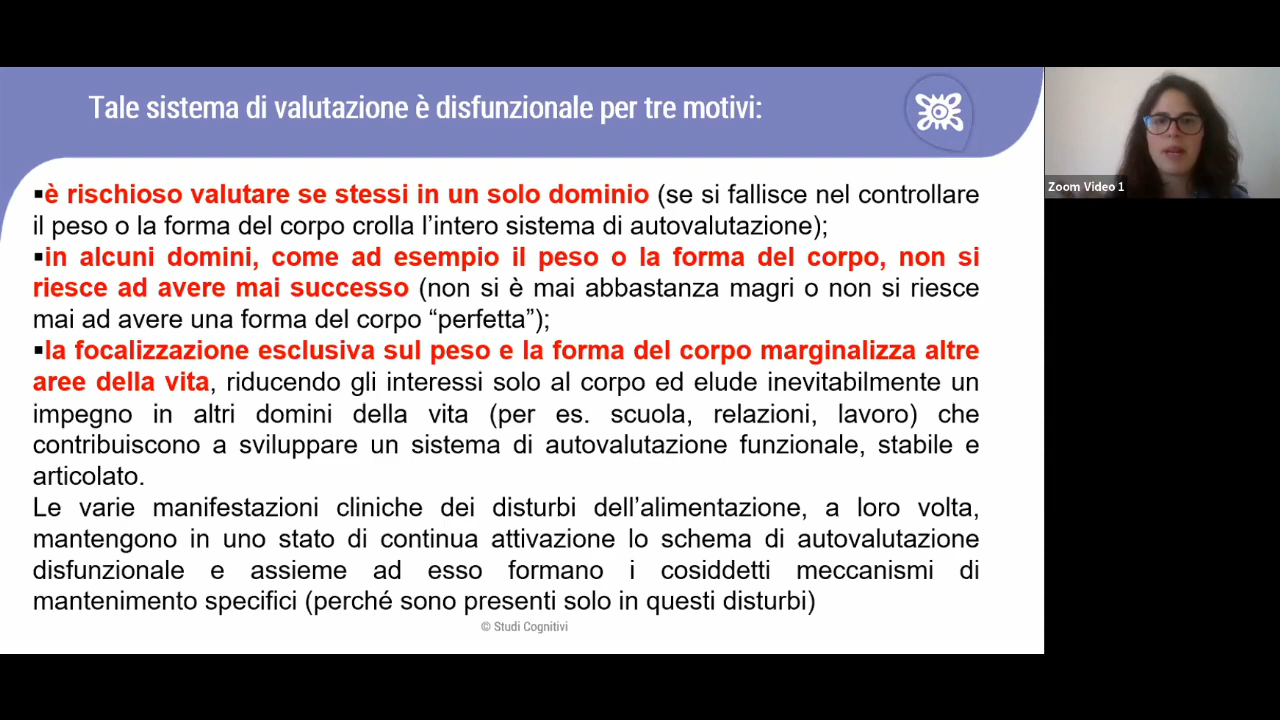 Tale sistema di valutazione è disfunzionale per tre motivi:
▪è rischioso valutare se stessi in un solo dominio (se si fallisce nel controllare
il peso o la forma del corpo crolla l’intero sistema di autovalutazione);
▪in alcuni domini, come ad esempio il peso o la forma del corpo, non si
riesce ad avere mai successo (non si è mai abbastanza magri o non si riesce
mai ad avere una forma del corpo “perfetta”);
▪la focalizzazione esclusiva sul peso e la forma del corpo marginalizza altre
aree della vita, riducendo gli interessi solo al corpo ed elude inevitabilmente un
impegno in altri domini della vita (per es. scuola, relazioni, lavoro) che
contribuiscono a sviluppare un sistema di autovalutazione funzionale, stabile e
articolato.
Le varie manifestazioni cliniche dei disturbi dell’alimentazione, a loro volta,
mantengono in uno stato di continua attivazione lo schema di autovalutazione
disfunzionale e assieme ad esso formano i cosiddetti meccanismi di
mantenimento specifici (perché sono presenti solo in questi disturbi)
© Studi Cognitivi
Zoom Video 1